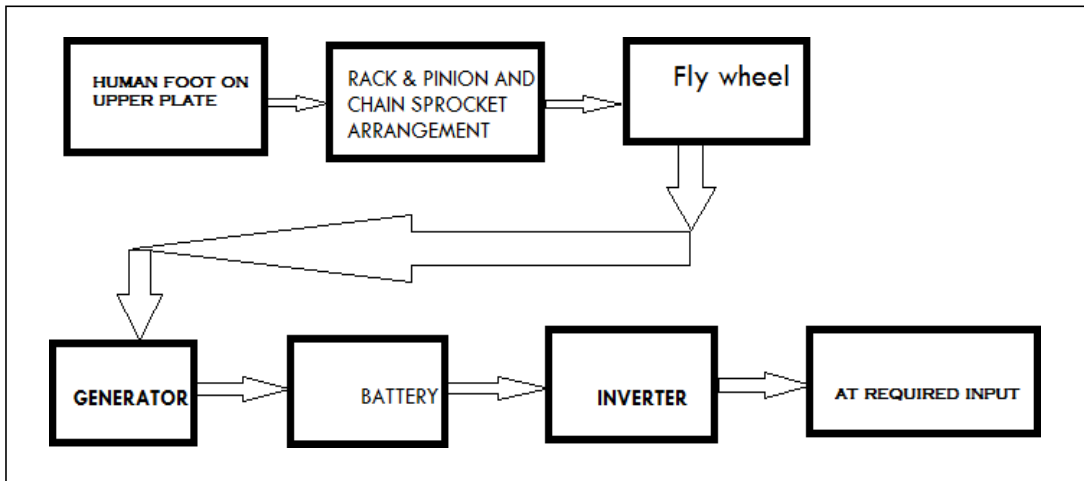 HUMAN FOOT ON
UPPER PLATE
RACK & PINION AND
CHAIN SPROCKET
ARRANGEMENT
Fly wheel
GENERATOR
BATTERY
INVERTER
AT REQUIRED INPUT